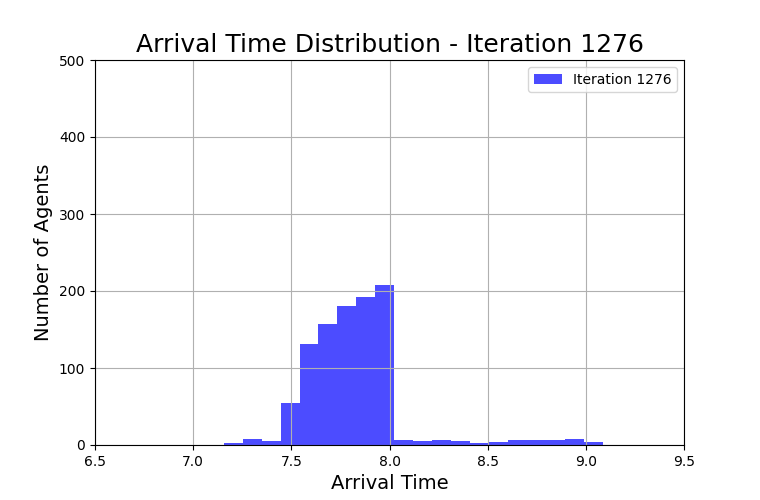 Arrival Time Distribution - Iteration 1276
Iteration 1276
500
400
300
200
100
0
Number of Agents
6.5 7.0 7.5 8.0 8.5 9.0 9.5
Arrival Time